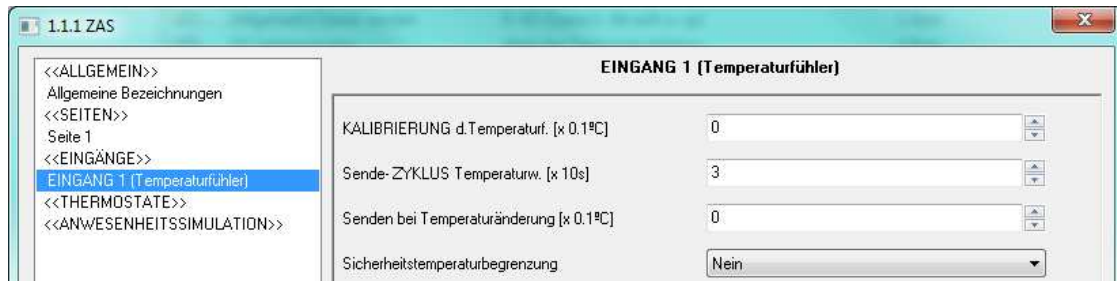 1.1.1 ZAS
<<ALLGEMEIN>>
Allgemeine Bezeichnungen
<<SEITEN>>
Seite 1
<<EINGÄNGE>>
EINGANG 1 (Temperaturfühler)
<<THERMOSTATE>>
<<ANWESENHEITSSIMULATION>>
EINGANG 1 (Temperaturfühler)
KALIBRIERUNG d.Temperaturf. [x 0.1ºC] 0
Sende-ZYKLUS Temperaturw. [x 10s] 3
Senden bei Temperaturänderung [x 0.1ºC] 0
Sicherheitstemperaturbegrenzung Nein